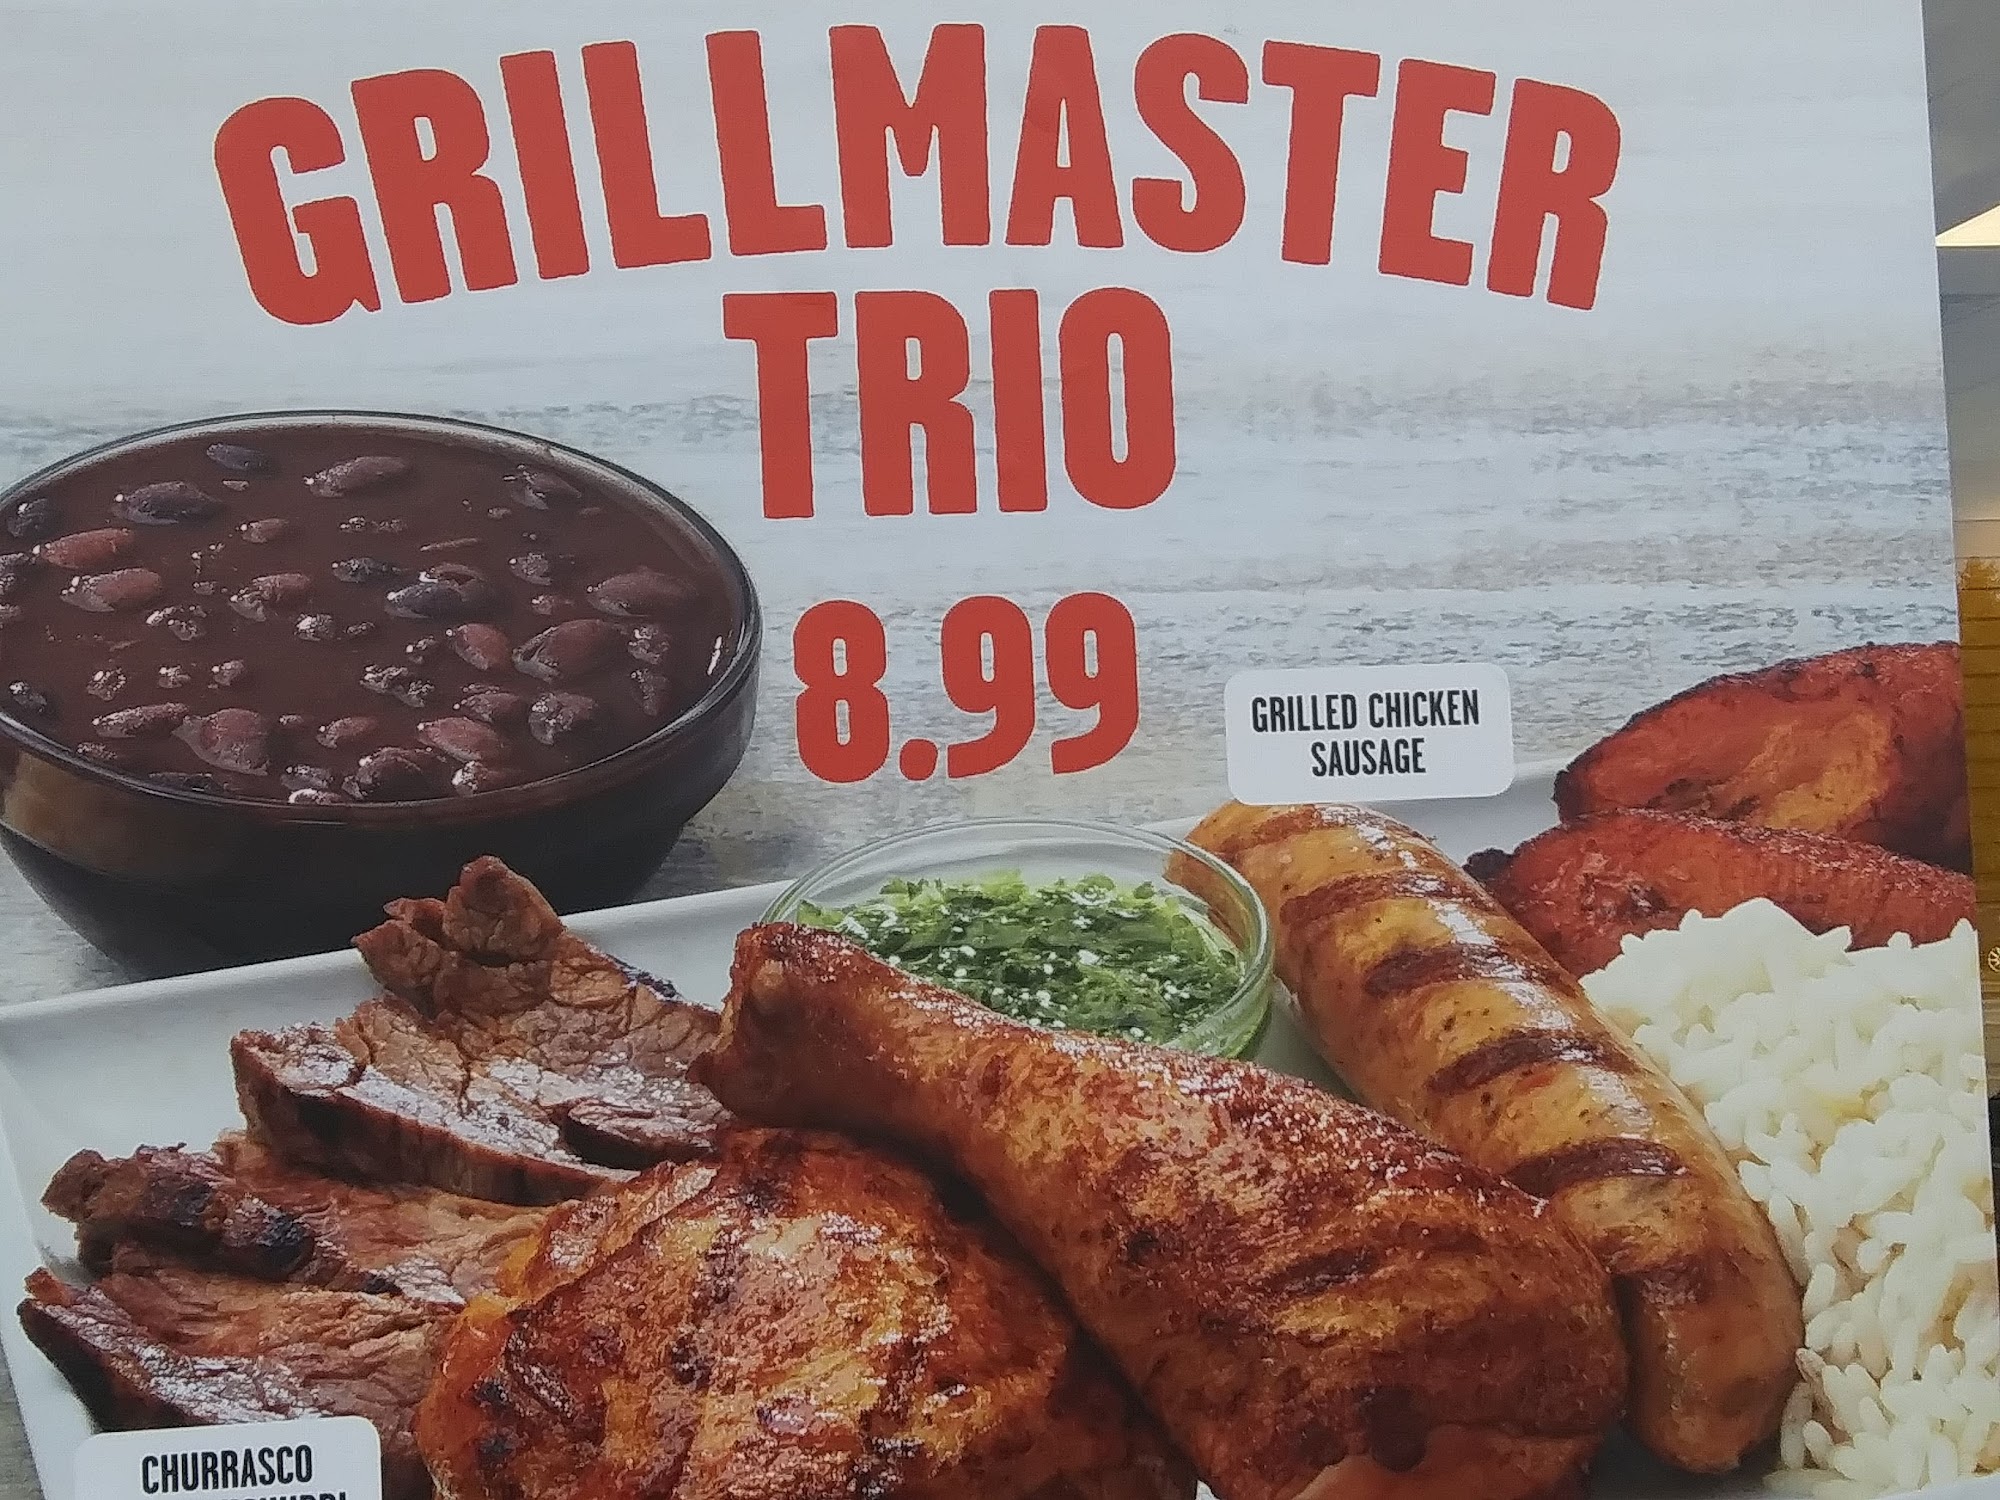 GRILLMASTER
TRIO
8.99
GRILLED CHICKEN
SAUSAGE
CHURRASCO